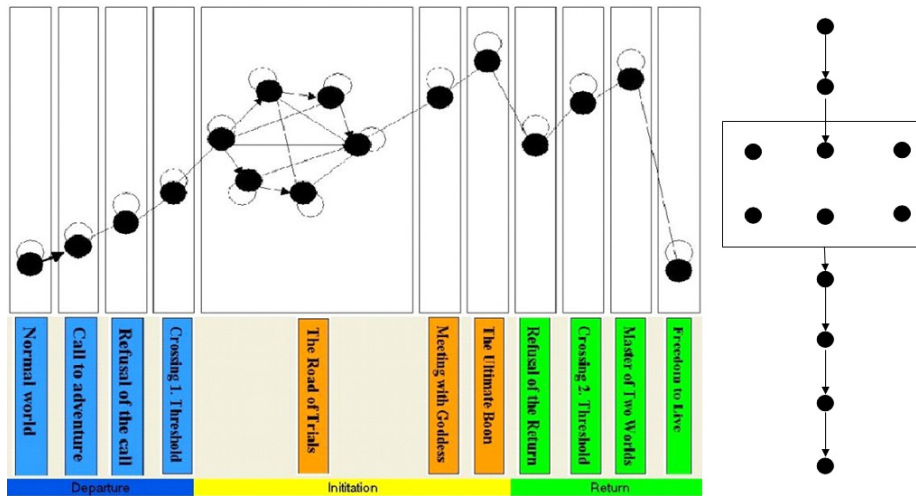 Normal world
Call to
adventure
Refusal of the
call
Crossing 1. Threshold
The Road of Trials
Meeting with
Goddess
The Ultimate Boon
Refusal of the
Return
Crossing 2. Threshold
Master of Two
Worlds
Freedom to
Live
Departure
Inititation
Return